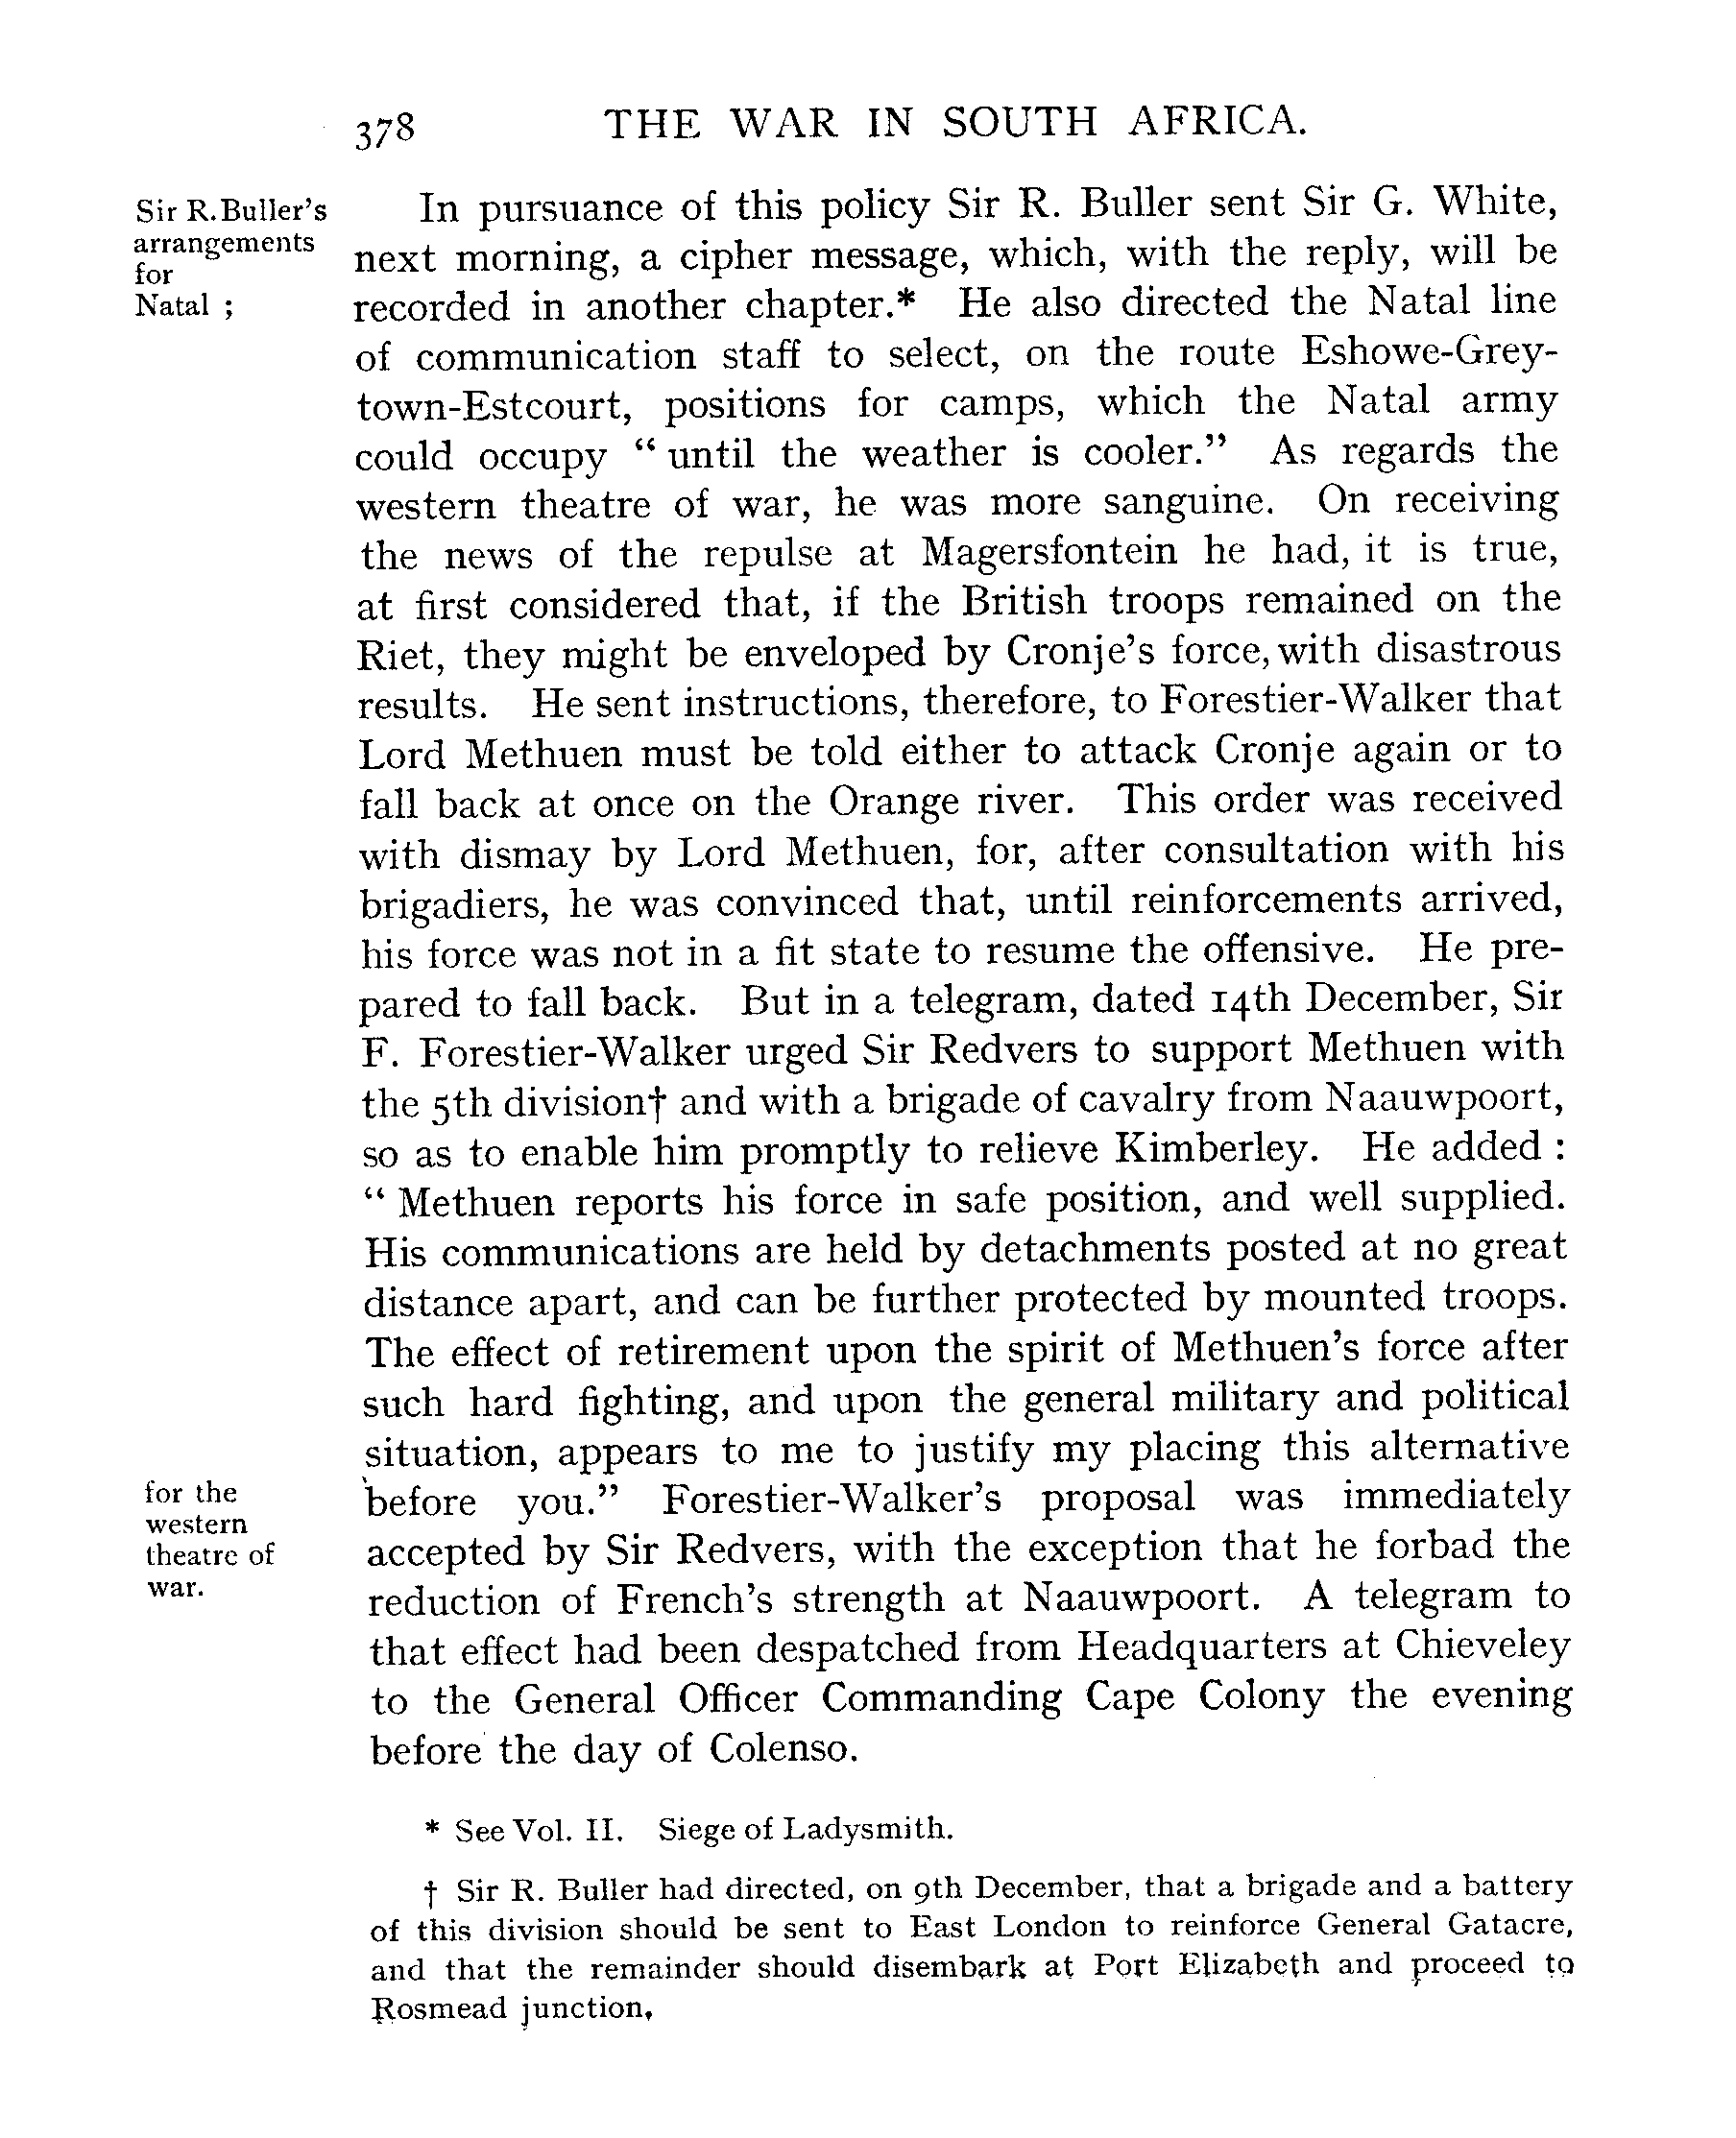 378 THE WAR IN SOUTH AFRICA.
Sir R. Buller's
arrangements
for
Natal ;
In pursuance of this policy Sir R. Buller sent Sir G. White,
next morning, a cipher message, which, with the reply, will be
recorded in another chapter.* He also directed the Natal line
of communication staff to select, on the route Eshowe-Grey-
town-Estcourt, positions for camps, which the Natal army
could occupy “ until the weather is cooler.” As regards the
western theatre of war, he was more sanguine. On receiving
the news of the repulse at Magersfontein he had, it is true,
at first considered that, if the British troops remained on the
Riet, they might be enveloped by Cronje's force, with disastrous
results. He sent instructions, therefore, to Forestier-Walker that
Lord Methuen must be told either to attack Cronje again or to
fall back at once on the Orange river. This order was received
with dismay by Lord Methuen, for, after consultation with his
brigadiers, he was convinced that, until reinforcements arrived,
his force was not in a fit state to resume the offensive. He pre-
pared to fall back. But in a telegram, dated 14th December, Sir
F. Forestier-Walker urged Sir Redvers to support Methuen with
the 5th division† and with a brigade of cavalry from Naauwpoort,
so as to enable him promptly to relieve Kimberley. He added :
“ Methuen reports his force in safe position, and well supplied.
His communications are held by detachments posted at no great
distance apart, and can be further protected by mounted troops.
The effect of retirement upon the spirit of Methuen's force after
such hard fighting, and upon the general military and political
situation, appears to me to justify my placing this alternative
before you.” Forestier-Walker's proposal was immediately
accepted by Sir Redvers, with the exception that he forbad the
reduction of French's strength at Naauwpoort. A telegram to
that effect had been despatched from Headquarters at Chieveley
to the General Officer Commanding Cape Colony the evening
before the day of Colenso.
for the
western
theatre of
war.
* See Vol. II. Siege of Ladysmith.
† Sir R. Buller had directed, on 9th December, that a brigade and a battery
of this division should be sent to East London to reinforce General Gatacre,
and that the remainder should disembark at Port Elizabeth and proceed to
Rosmead junction,